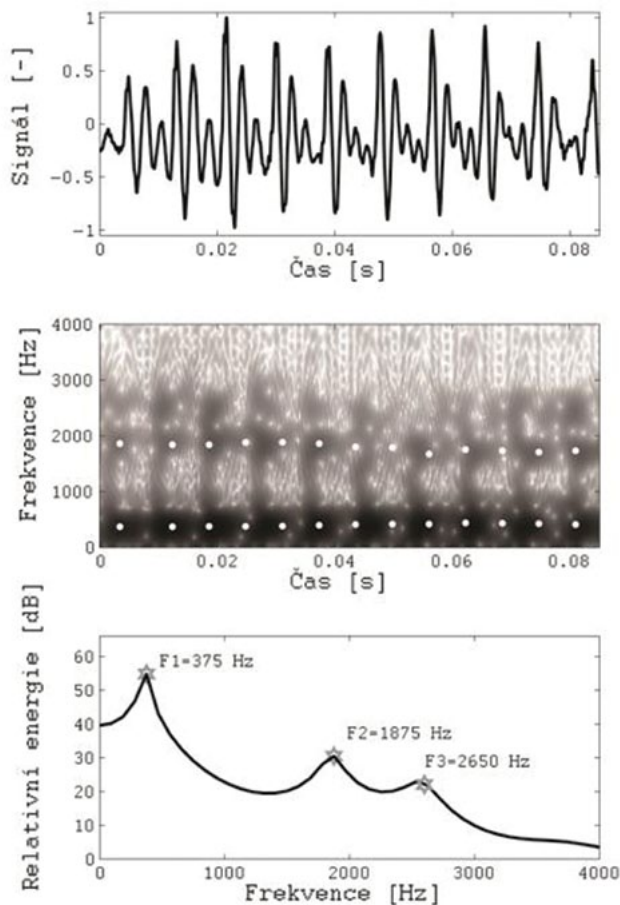 Signál [-]
1
0.5
0
-0.5
-1
0 0.02 0.04 0.06 0.08
Čas [s]
Frekvence [Hz]
4000
3000
2000
1000
0
0 0.02 0.04 0.06 0.08
Čas [s]
Relativní energie [dB]
60
50
40
30
20
10
0
F1=375 Hz
F2=1875 Hz
F3=2650 Hz
0 1000 2000 3000 4000
Frekvence [Hz]